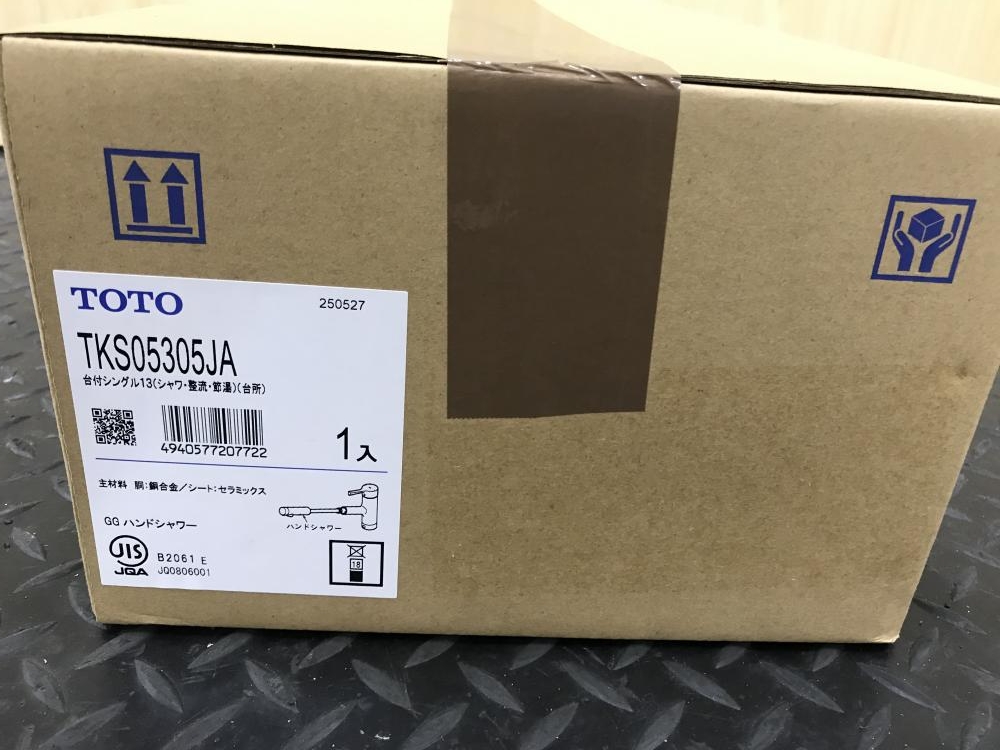 TOTO
250527
TKS05305JA
台付シングル13(シャワ・整流・節湯)(台所)
4940577207722
1入
主材料 胴:銅合金/シート:セラミックス
ハンドシャワー
GG ハンドシャワー
JIS
JQA
B2061 E
JQ0806001
18